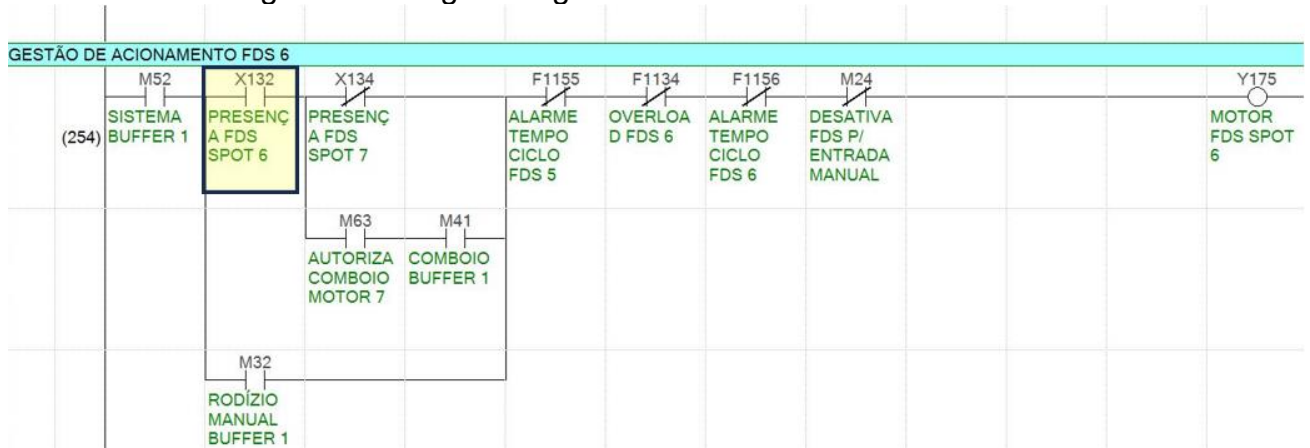 GESTÃO DE ACIONAMENTO FDS 6
M52 X132 X134 F1155 F1134 F1156 M24 Y175
(254)
SISTEMA
BUFFER 1
PRESENÇ
A FDS
SPOT 6
PRESENÇ
A FDS
SPOT 7
ALARME
TEMPO
CICLO
FDS 5
OVERLOA
D FDS 6
ALARME
TEMPO
CICLO
FDS 6
DESATIVA
FDS P/
ENTRADA
MANUAL
MOTOR
FDS SPOT
6
M63 M41
AUTORIZA
COMBOIO
MOTOR 7
COMBOIO
BUFFER 1
M32
RODÍZIO
MANUAL
BUFFER 1